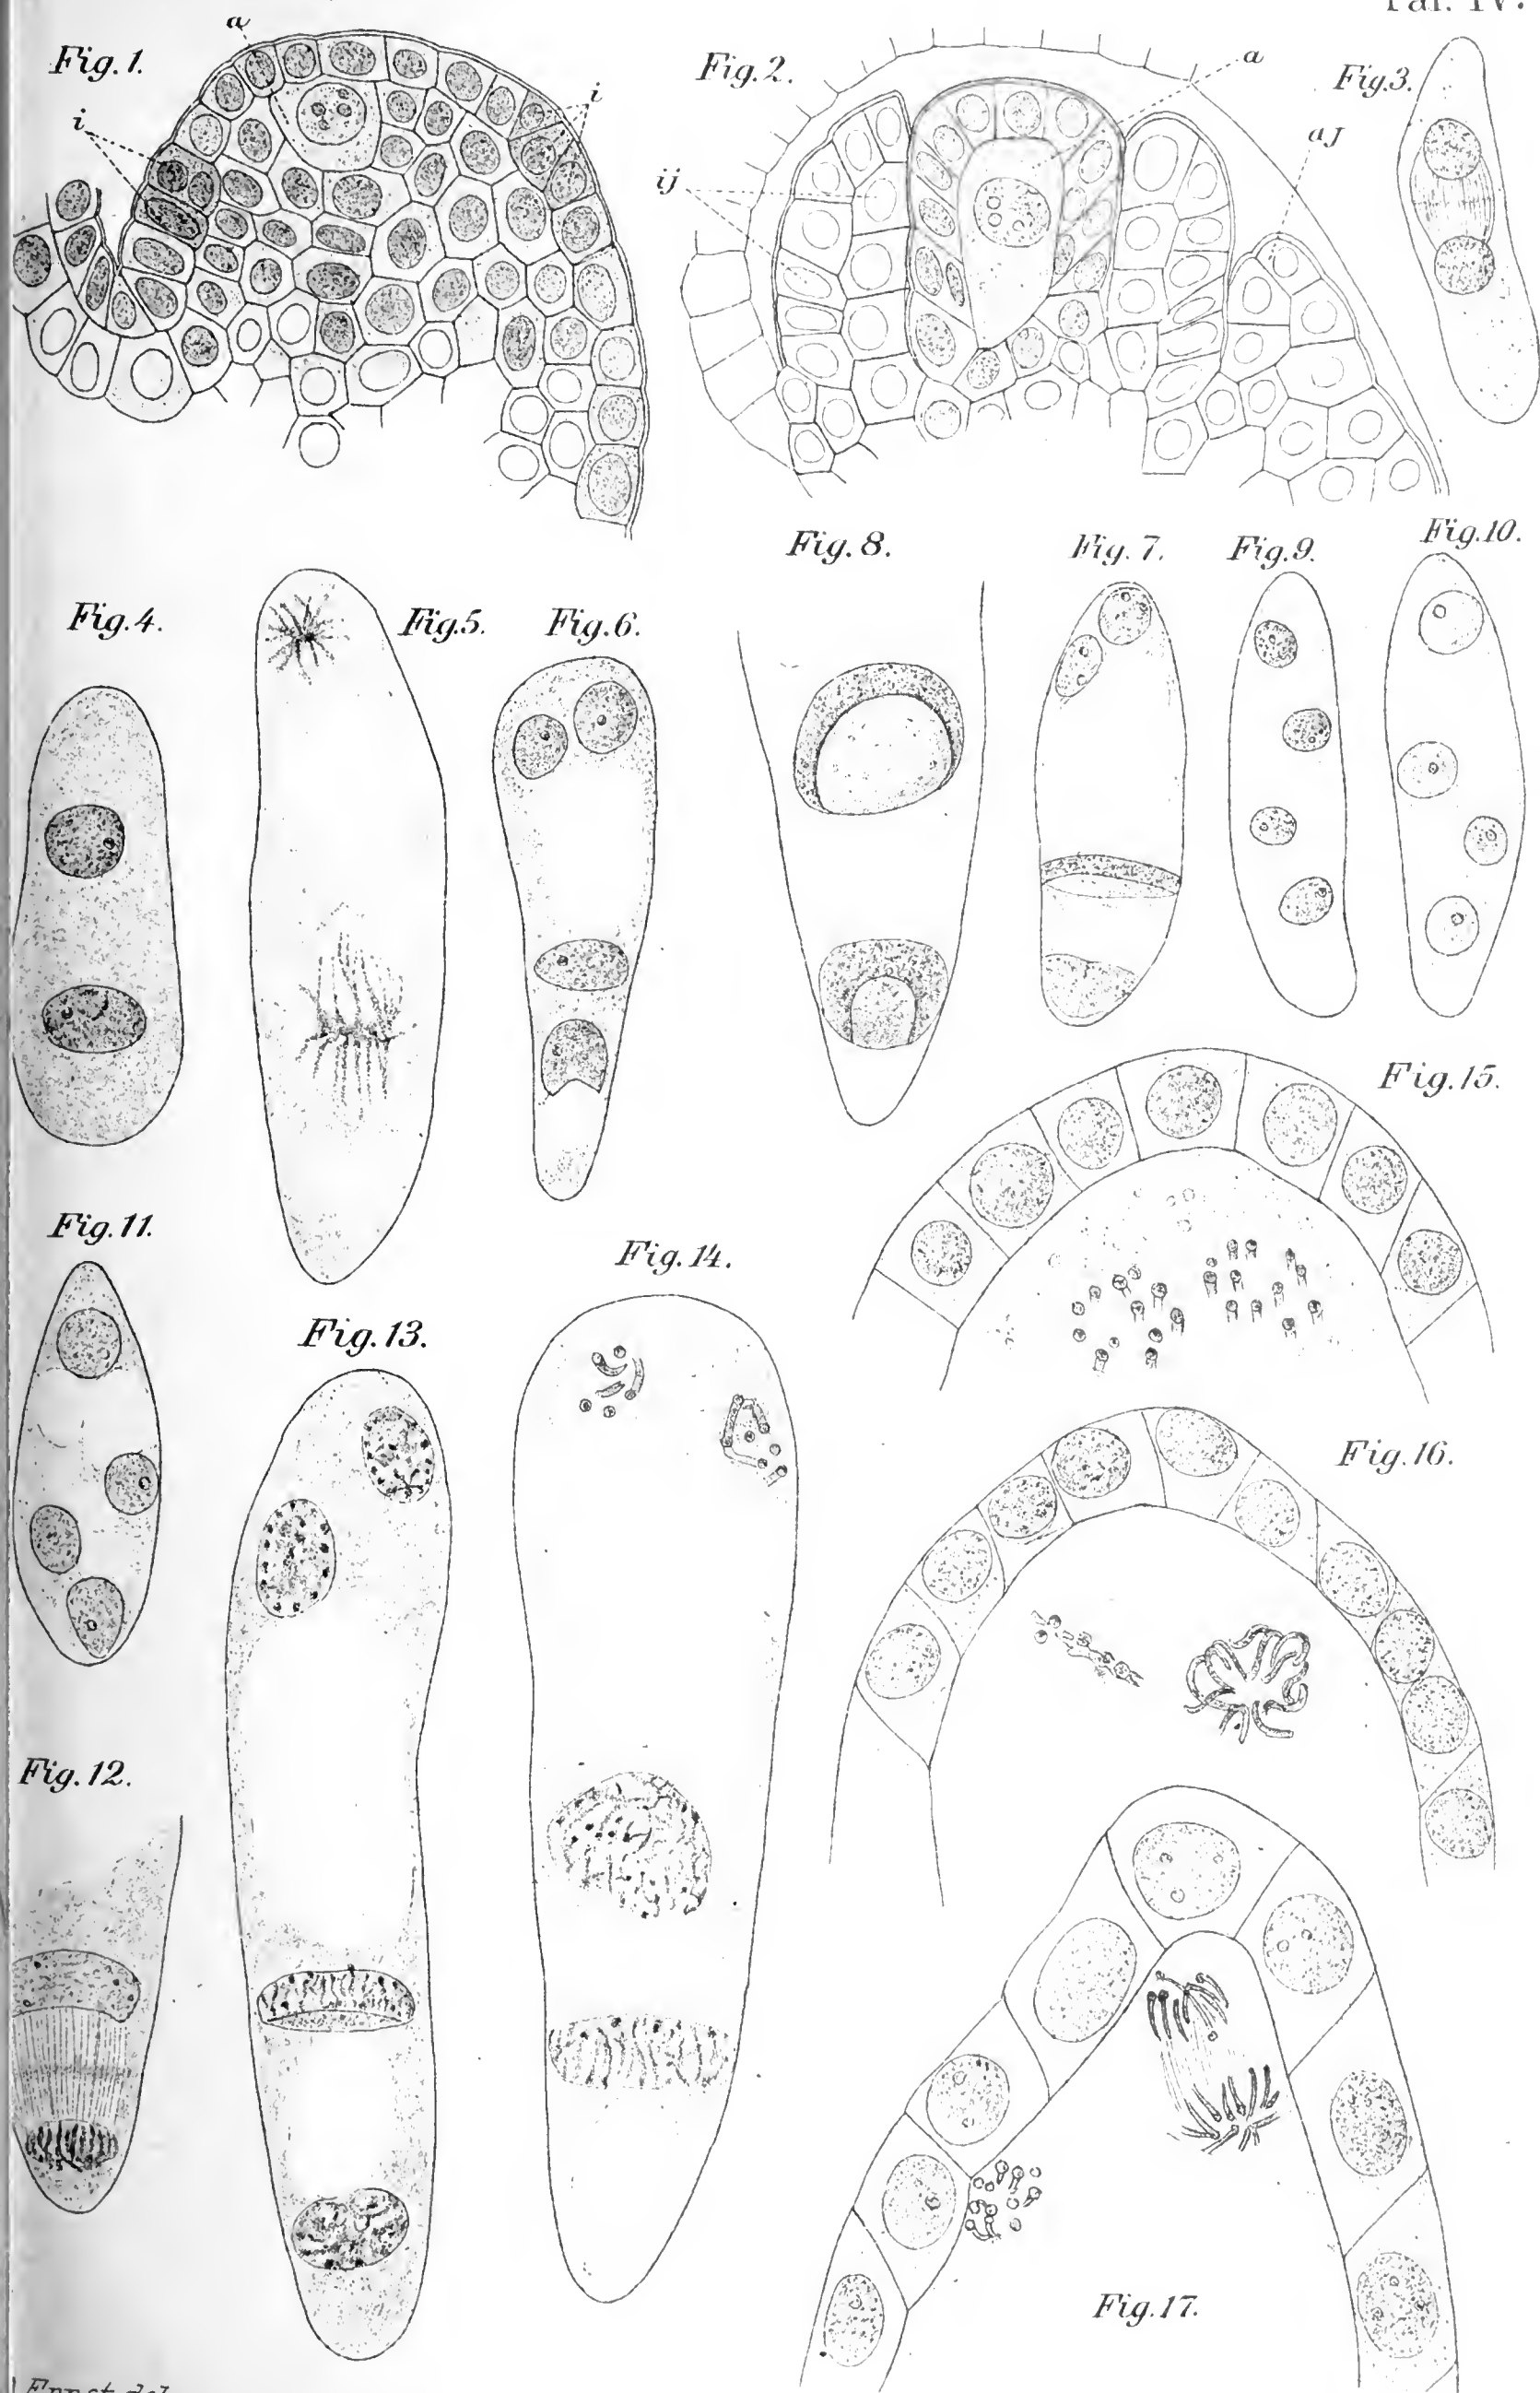 Taf. IV.
a
Fig. 1.
i
i
Fig. 2.
a
ij
aJ
Fig. 3.
Fig. 4.
Fig. 5.
Fig. 6.
Fig. 8.
Fig. 7.
Fig. 9.
Fig. 10.
Fig. 11.
Fig. 13.
Fig. 14.
Fig. 15.
Fig. 12.
Fig. 16.
Fig. 17.
Ernst del.